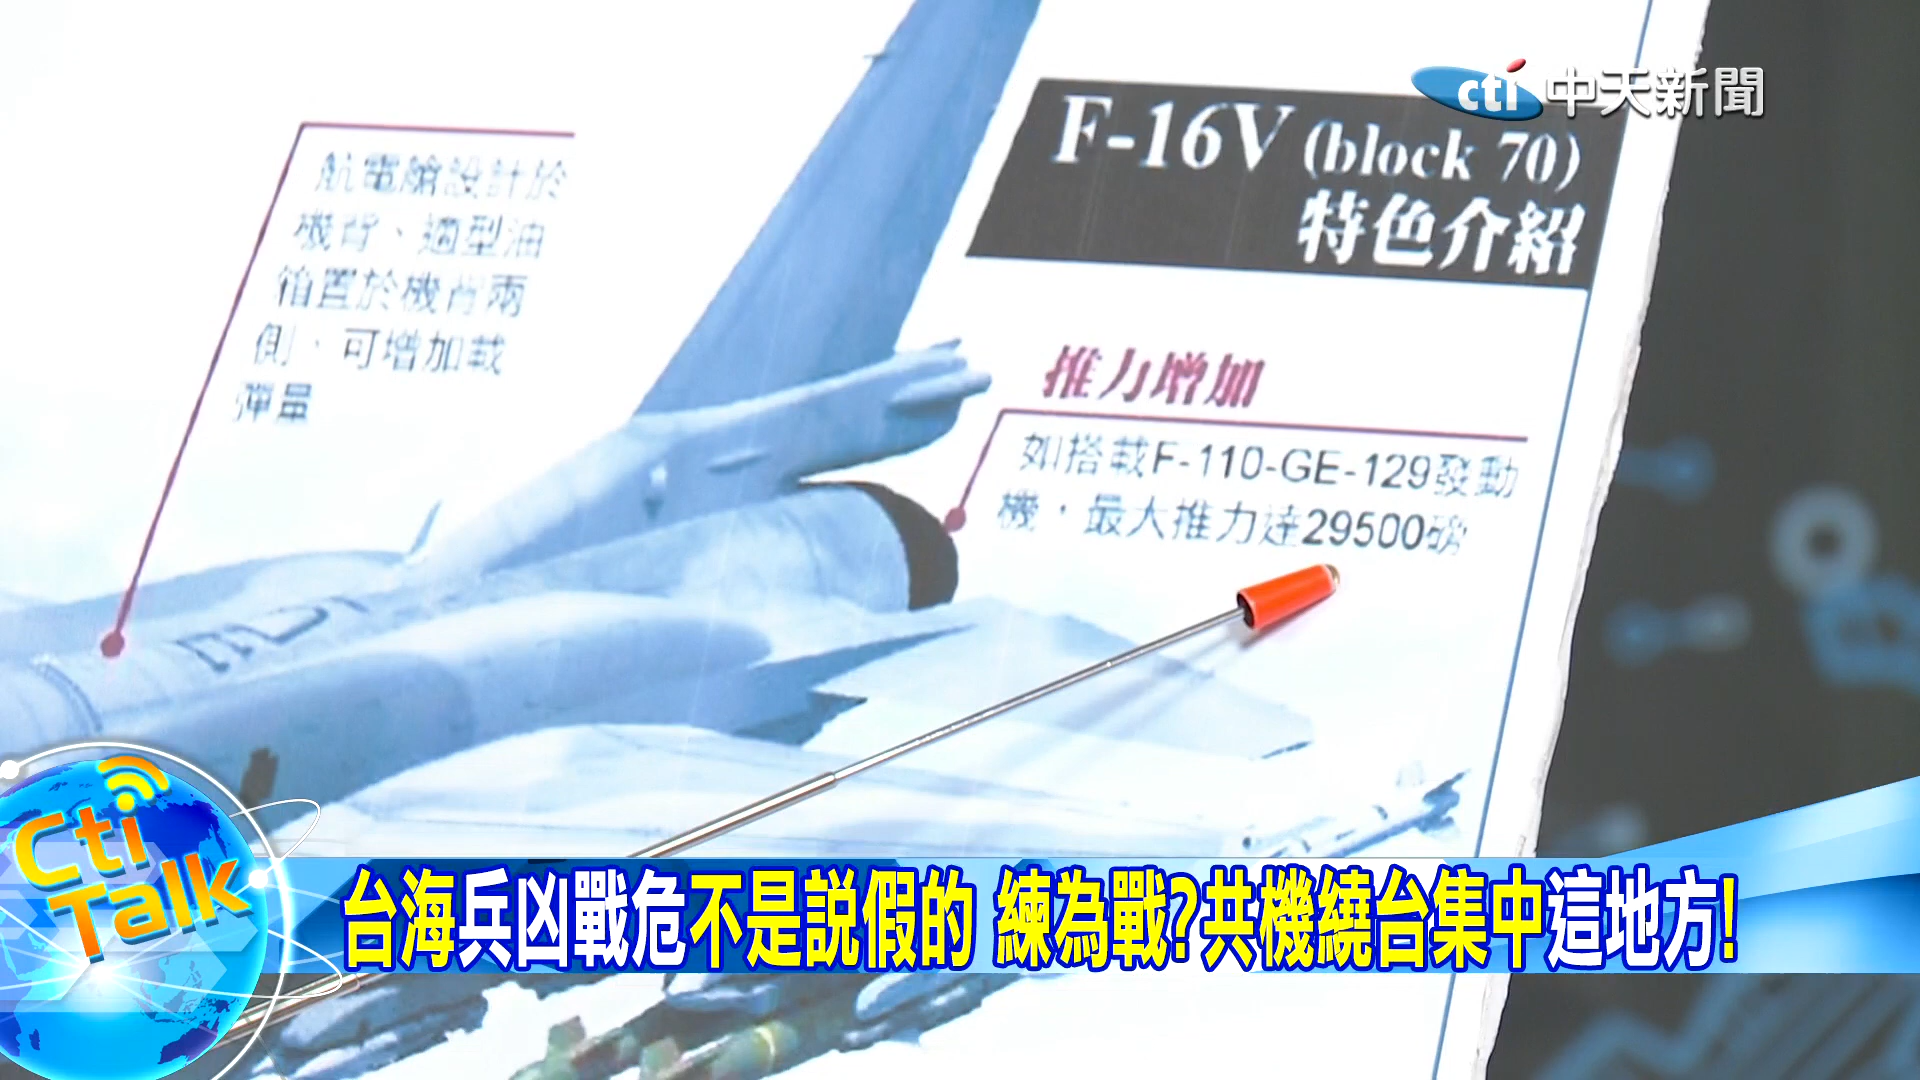 cti 中天新聞
F-16V (block 70)
特色介紹
航電艙設計於
機背、適型油
箱置於機背兩
側、可增加載
彈量
推力增加
如搭載F-110-GE-129發動
機，最大推力達29500磅
Cti
Talk
台海兵凶戰危不是說假的 練為戰?共機繞台集中這地方!